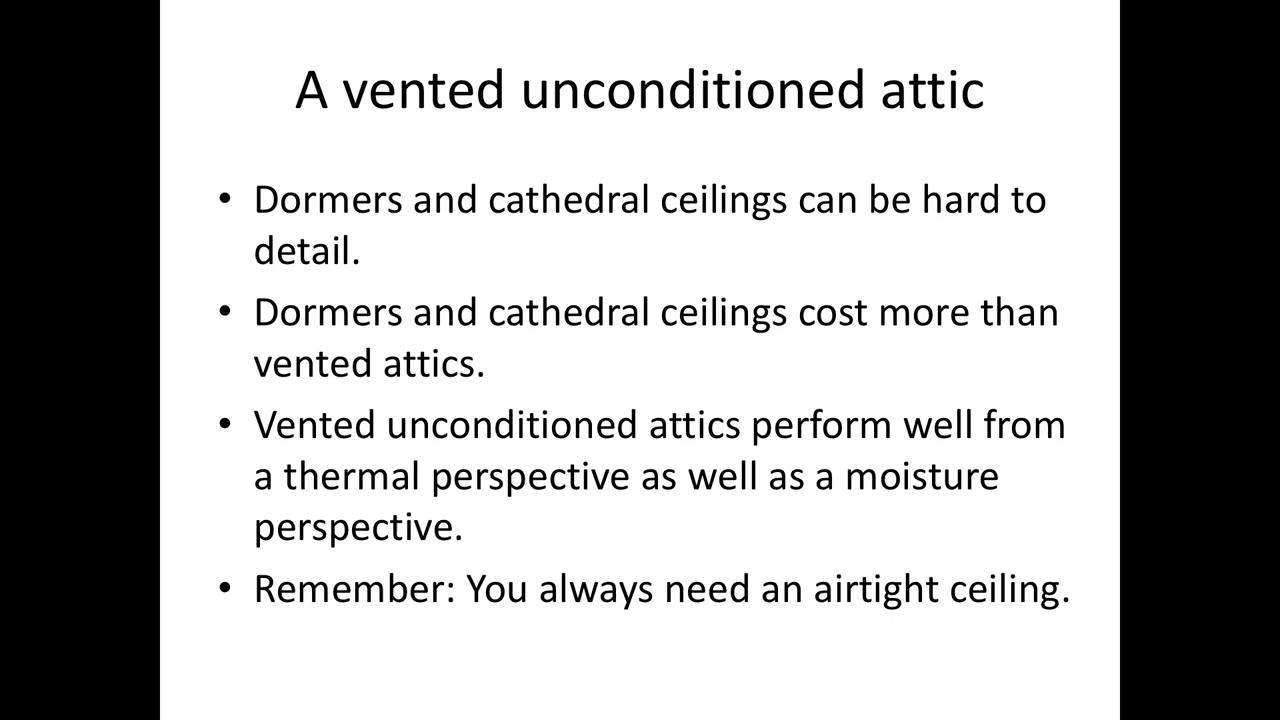 A vented unconditioned attic
• Dormers and cathedral ceilings can be hard to
detail.
• Dormers and cathedral ceilings cost more than
vented attics.
• Vented unconditioned attics perform well from
a thermal perspective as well as a moisture
perspective.
• Remember: You always need an airtight ceiling.